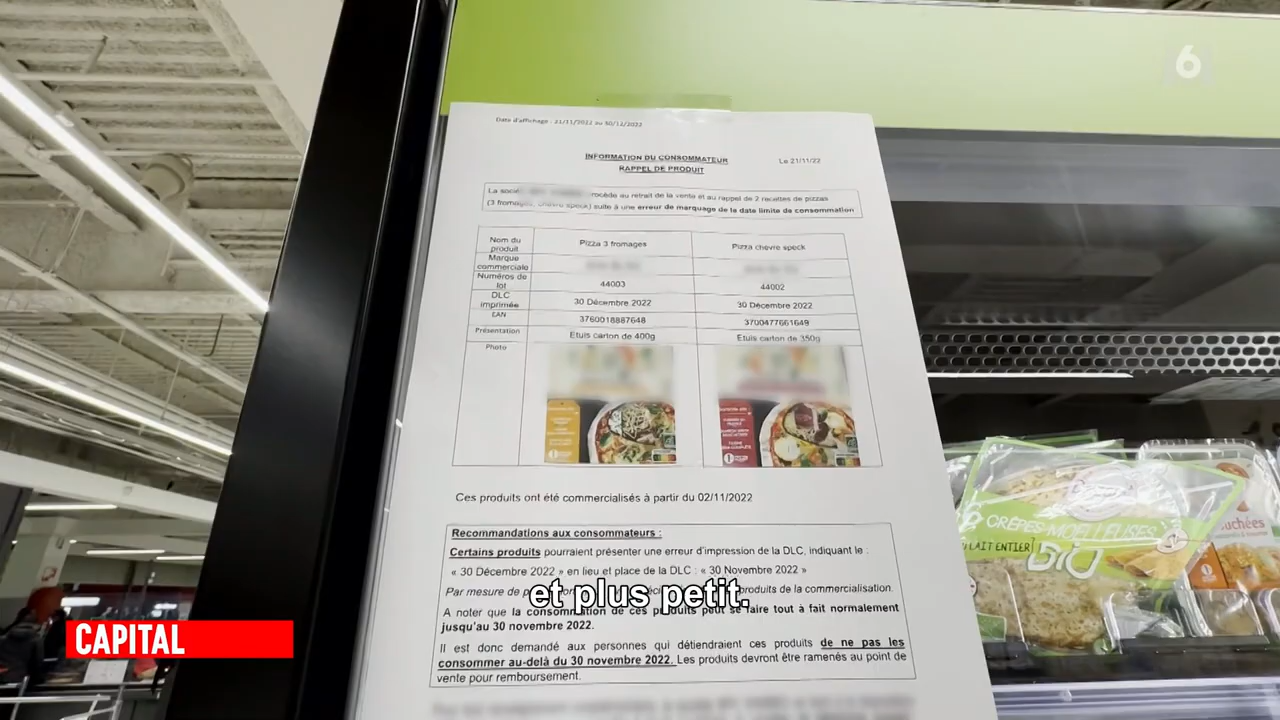 6
Date d'affichage : 21/11/2022 au 30/12/2022
INFORMATION DU CONSOMMATEUR
Le 21/11/22
RAPPEL DE PRODUIT
La socié rocède au retrait de la vente et au rappel de 2 recettes de pizzas
(3 fromages, chèvre speck) suite à une erreur de marquage de la date limite de consommation
Nom du produit Pizza 3 fromages Pizza chèvre speck
Marque commerciale
Numéros de lot 44003 44002
DLC imprimée 30 Décembre 2022 30 Décembre 2022
EAN 3760018887648 3700477661649
Présentation Etuis carton de 400g Etuis carton de 350g
Photo
Ces produits ont été commercialisés à partir du 02/11/2022
Recommandations aux consommateurs :
Certains produits pourraient présenter une erreur d'impression de la DLC, indiquant le :
« 30 Décembre 2022 » en lieu et place de la DLC : « 30 Novembre 2022 »
Par mesure de produits de la commercialisation.
et plus petit.
A noter que la consommation de ces produits peut se faire tout à fait normalement
jusqu'au 30 novembre 2022.
Il est donc demandé aux personnes qui détiendraient ces produits de ne pas les
consommer au-delà du 30 novembre 2022. Les produits devront être ramenés au point de
vente pour remboursement.
CAPITAL
6 CRÊPES MOELLEUSES
LAIT ENTIER
BIO
uchées